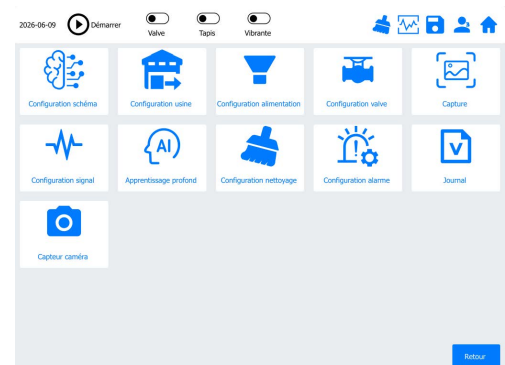 2026-06-09 Démarrer
Valve Tapis Vibrante
Configuration schéma Configuration usine Configuration alimentation Configuration valve Capture
AI
Configuration signal Apprentissage profond Configuration nettoyage Configuration alarme Journal
V
Capteur caméra
Retour